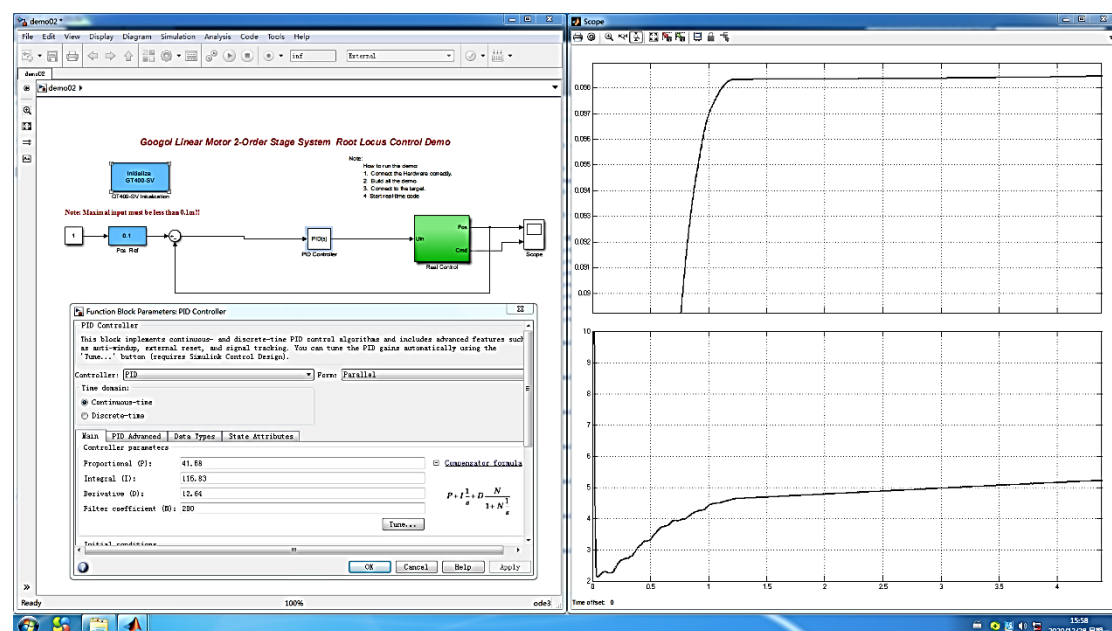 demo02 *
File Edit View Display Diagram Simulation Analysis Code Tools Help
inf
External
demo02
demo02
Googol Linear Motor 2-Order Stage System Root Locus Control Demo
Initialize
GT400-SV
GT400-SV Initialization
Note:
How to run the demo:
1. Connect the Hardware correctly.
2. Build all the demo
3. Connect to the target.
4 Start real-time code
Note: Maximal input must be less than 0.1m!!
1
0.1
Pos Ref
PID(s)
PID Controller
Uin
Pos
Cmd
Real Control
Scope
Function Block Parameters: PID Controller
PID Controller
This block implements continuous- and discrete-time PID control algorithms and includes advanced features such
as anti-windup, external reset, and signal tracking. You can tune the PID gains automatically using the
'Tune...' button (requires Simulink Control Design).
Controller: PID
Form: Parallel
Time domain:
Continuous-time
Discrete-time
Main PID Advanced Data Types State Attributes
Controller parameters
Proportional (P): 41.68
Compensator formula
Integral (I): 115.83
Derivative (D): 12.64
Filter coefficient (N): 200
P+I 1/s +D N/(1+N 1/s)
Tune...
Initial conditions
OK Cancel Help Apply
Ready
100%
ode3
Scope
0.098
0.097
0.096
0.095
0.094
0.093
0.092
0.091
0.09
10
9
8
7
6
5
4
3
2
0 0.5 1 1.5 2 2.5 3 3.5 4
Time offset: 0
15:58